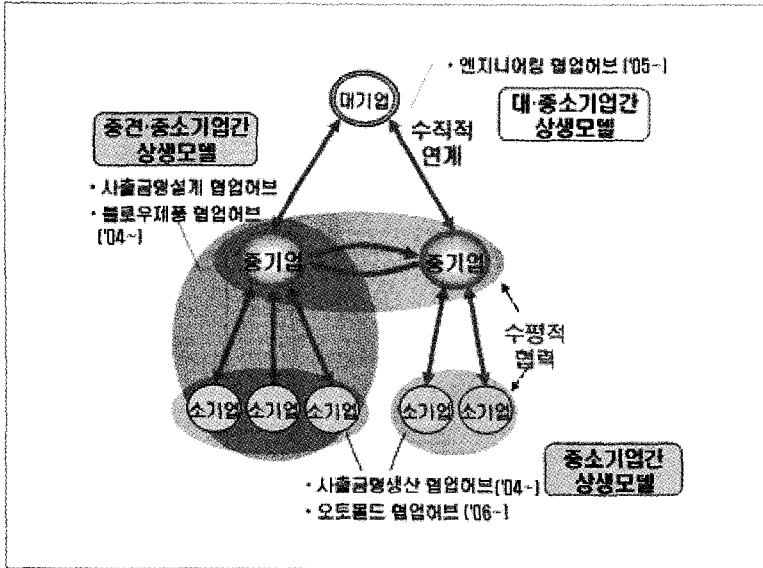 · 엔지니어링 협업허브 ('05~)
대기업
대·중소기업간
상생모델
중견·중소기업간
상생모델
수직적
연계
· 사출금형설계 협업허브
· 블로우제품 협업허브
('04~)
중기업
중기업
수평적
협력
소기업
소기업
소기업
소기업
소기업
중소기업간
상생모델
· 사출금형생산 협업허브('04~)
· 오토몰드 협업허브 ('06~)